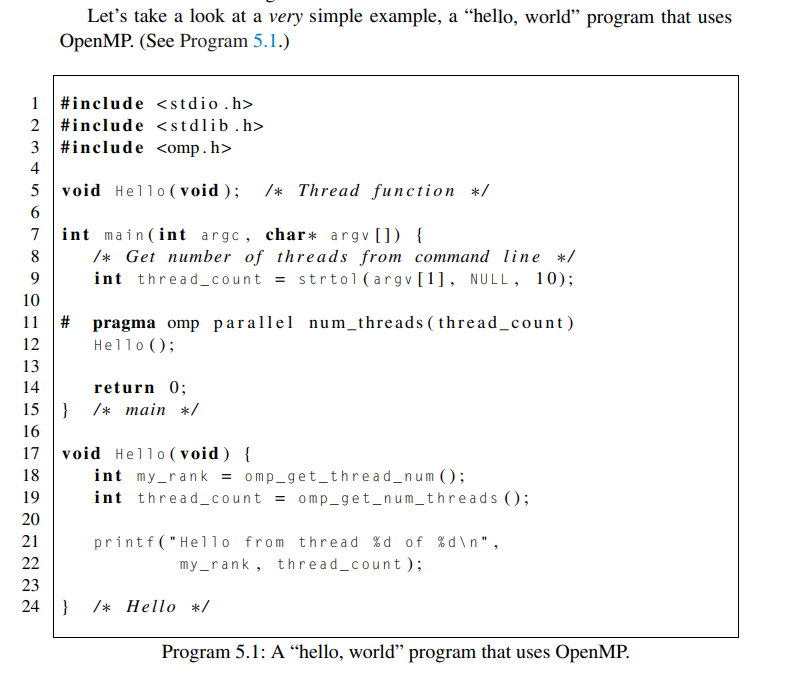 Let's take a look at a very simple example, a “hello, world” program that uses
OpenMP. (See Program 5.1.)
1 #include <stdio.h>
2 #include <stdlib.h>
3 #include <omp.h>
4
5 void Hello(void); /* Thread function */
6
7 int main(int argc, char* argv[]) {
8 /* Get number of threads from command line */
9 int thread_count = strtol(argv[1], NULL, 10);
10
11 # pragma omp parallel num_threads(thread_count)
12 Hello();
13
14 return 0;
15 } /* main */
16
17 void Hello(void) {
18 int my_rank = omp_get_thread_num();
19 int thread_count = omp_get_num_threads();
20
21 printf("Hello from thread %d of %d\n",
22 my_rank, thread_count);
23
24 } /* Hello */
Program 5.1: A “hello, world” program that uses OpenMP.